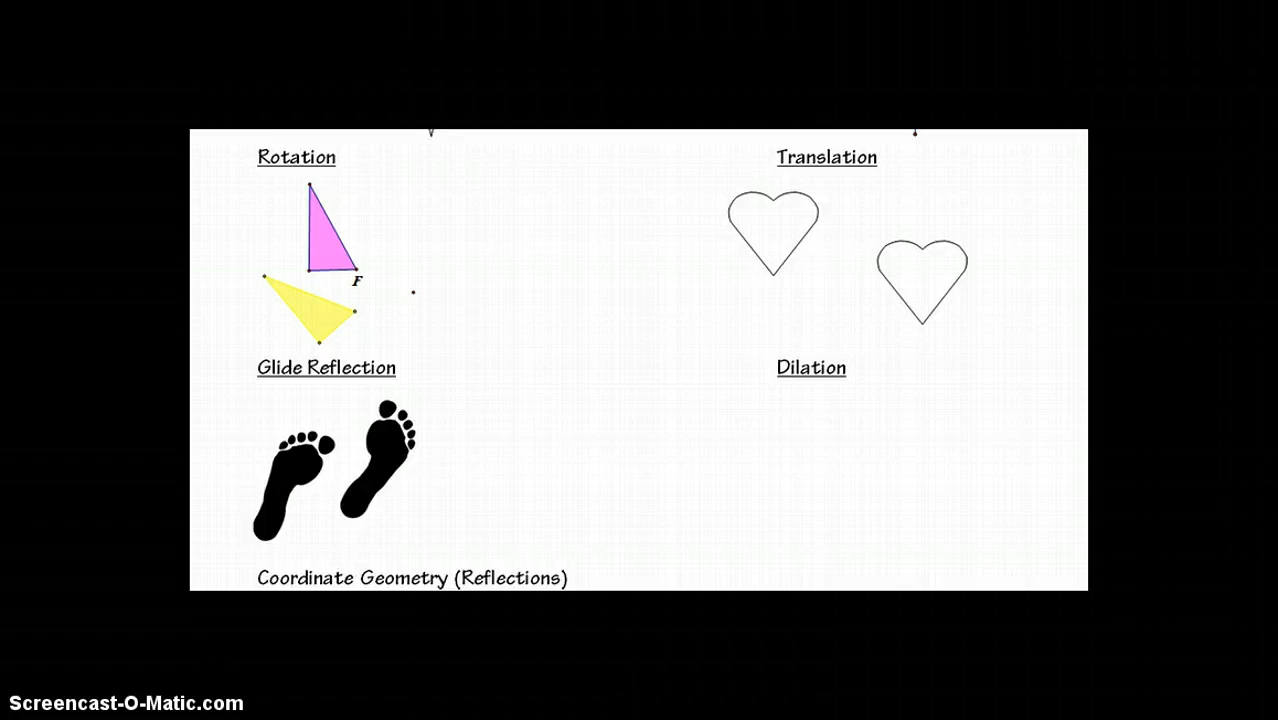 Rotation
Translation
F
Glide Reflection
Dilation
Coordinate Geometry (Reflections)
Screencast-O-Matic.com